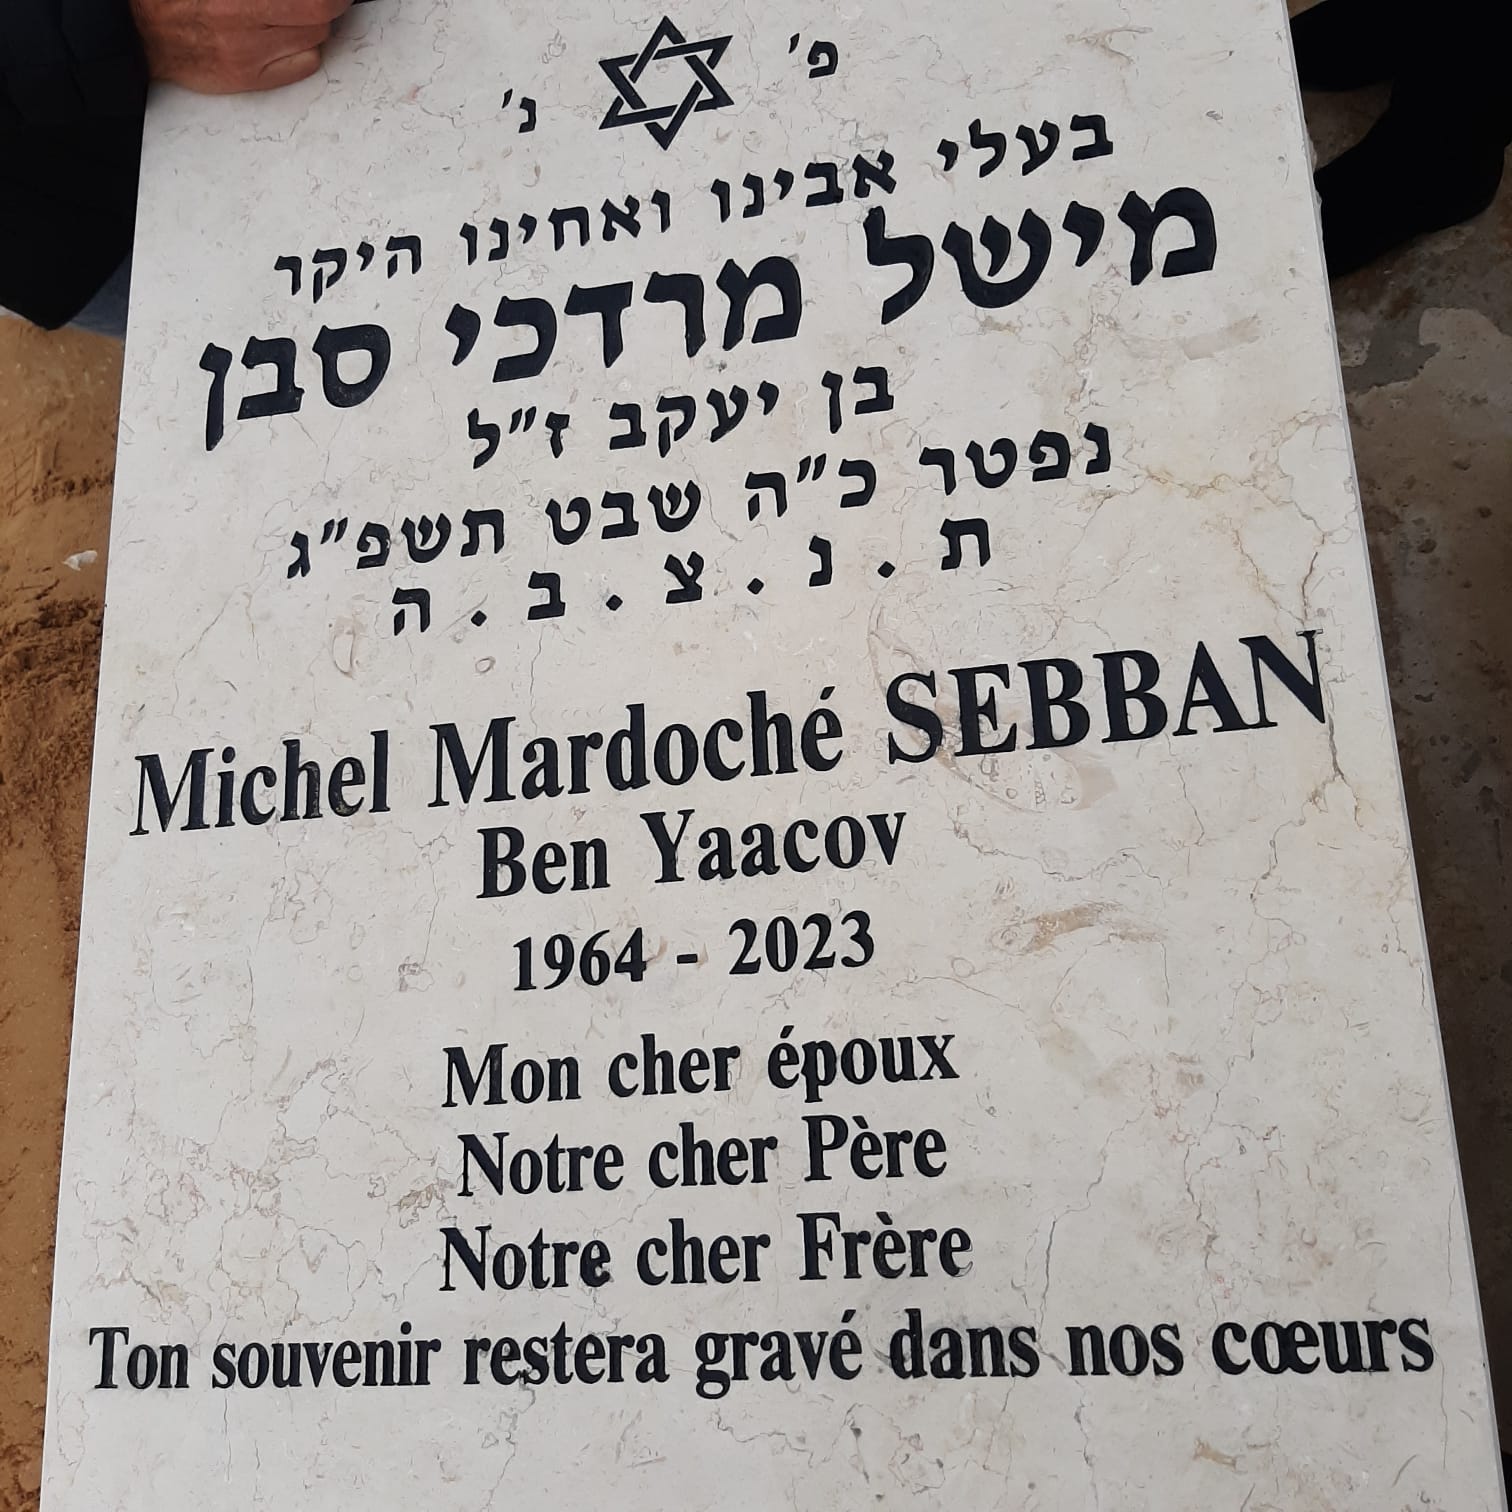 פ' נ'
בעלי אבינו ואחינו היקר
מישל מרדכי סבן
בן יעקב ז"ל
נפטר כ"ה שבט תשפ"ג
ת . נ . צ . ב . ה
Michel Mardoché SEBBAN
Ben Yaacov
1964 - 2023
Mon cher époux
Notre cher Père
Notre cher Frère
Ton souvenir restera gravé dans nos cœurs